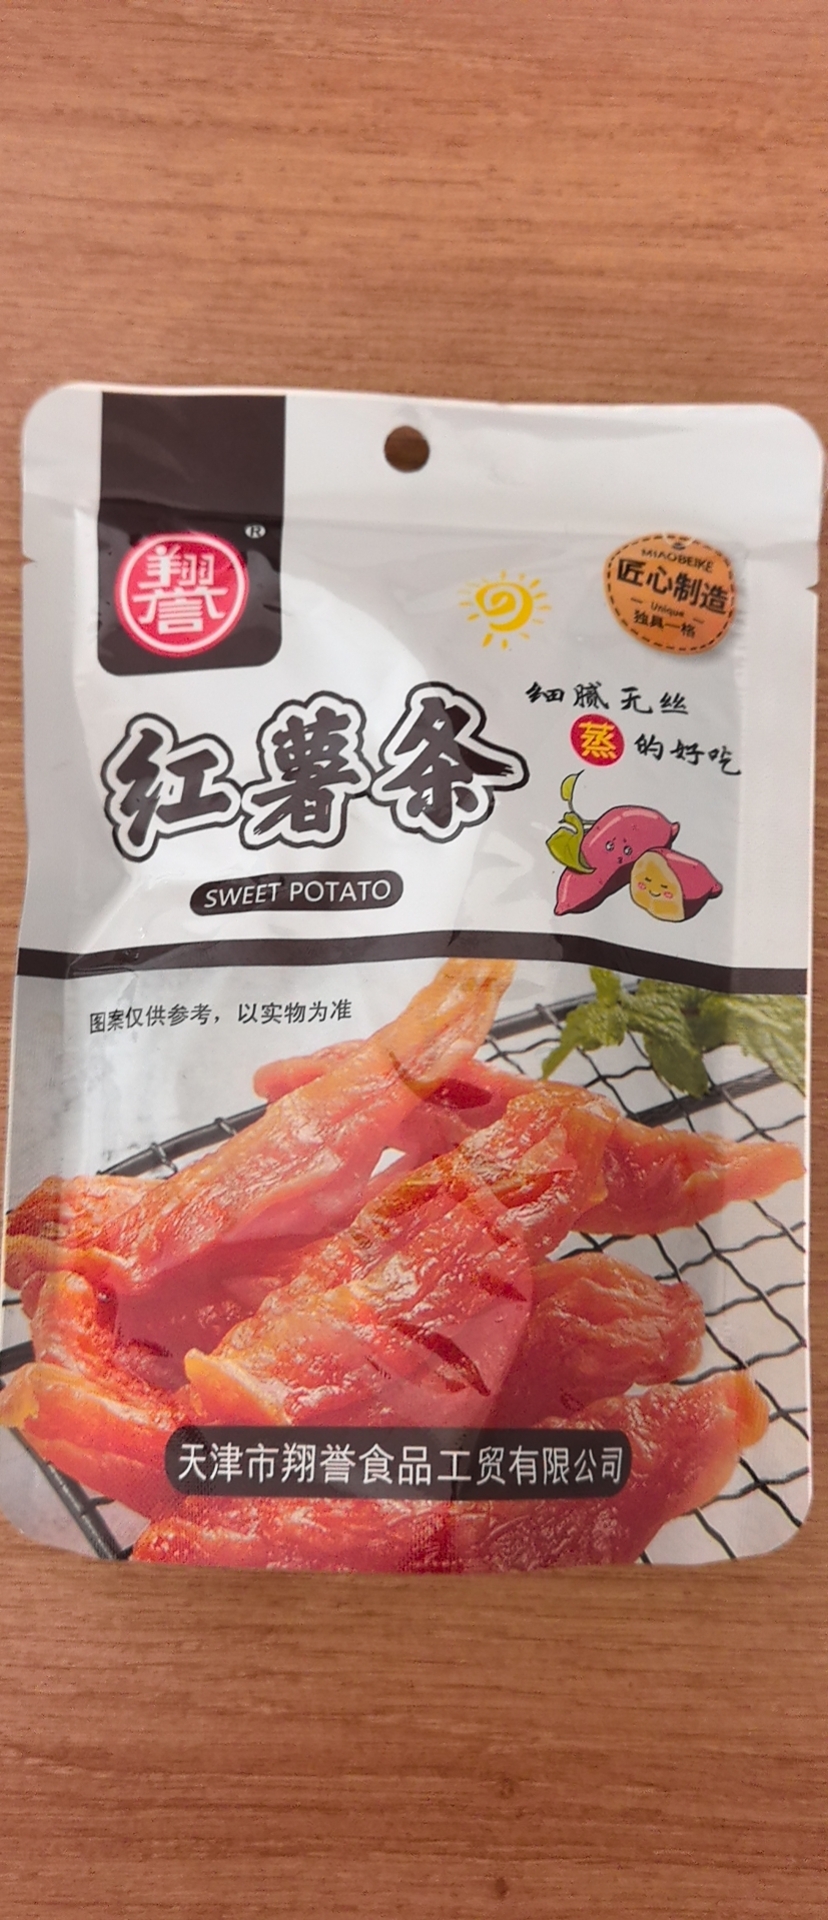 翔誉
®
MIAOBEIKE
匠心制造
Unique
独具一格
细腻无丝
蒸的好吃
红薯条
SWEET POTATO
图案仅供参考，以实物为准
天津市翔誉食品工贸有限公司